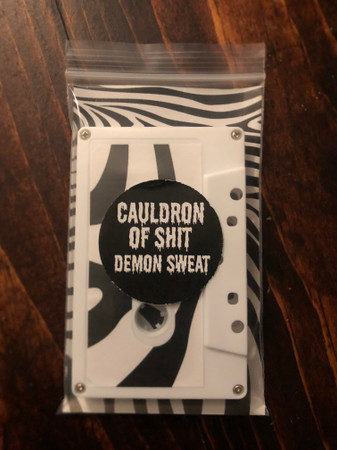 CAULDRON
OF SHIT
DEMON SWEAT